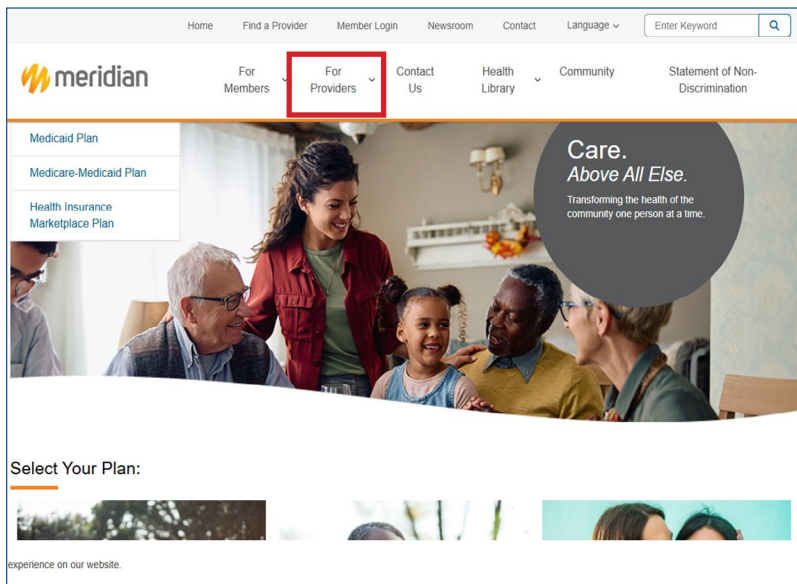 Home Find a Provider Member Login Newsroom Contact Language Enter Keyword
meridian
For Members For Providers Contact Us Health Library Community Statement of Non-Discrimination
Medicaid Plan
Medicare-Medicaid Plan
Health Insurance
Marketplace Plan
Care.
Above All Else.
Transforming the health of the
community one person at a time.
Select Your Plan:
experience on our website.